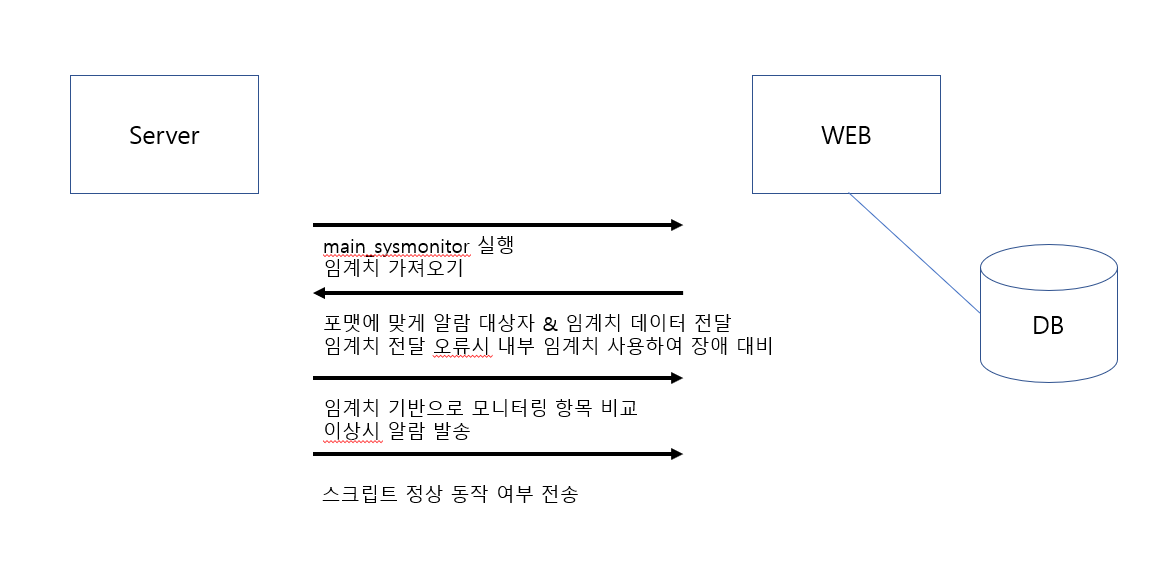 Server
WEB
main_sysmonitor 실행
임계치 가져오기
포맷에 맞게 알람 대상자 & 임계치 데이터 전달
임계치 전달 오류시 내부 임계치 사용하여 장애 대비
DB
임계치 기반으로 모니터링 항목 비교
이상시 알람 발송
스크립트 정상 동작 여부 전송